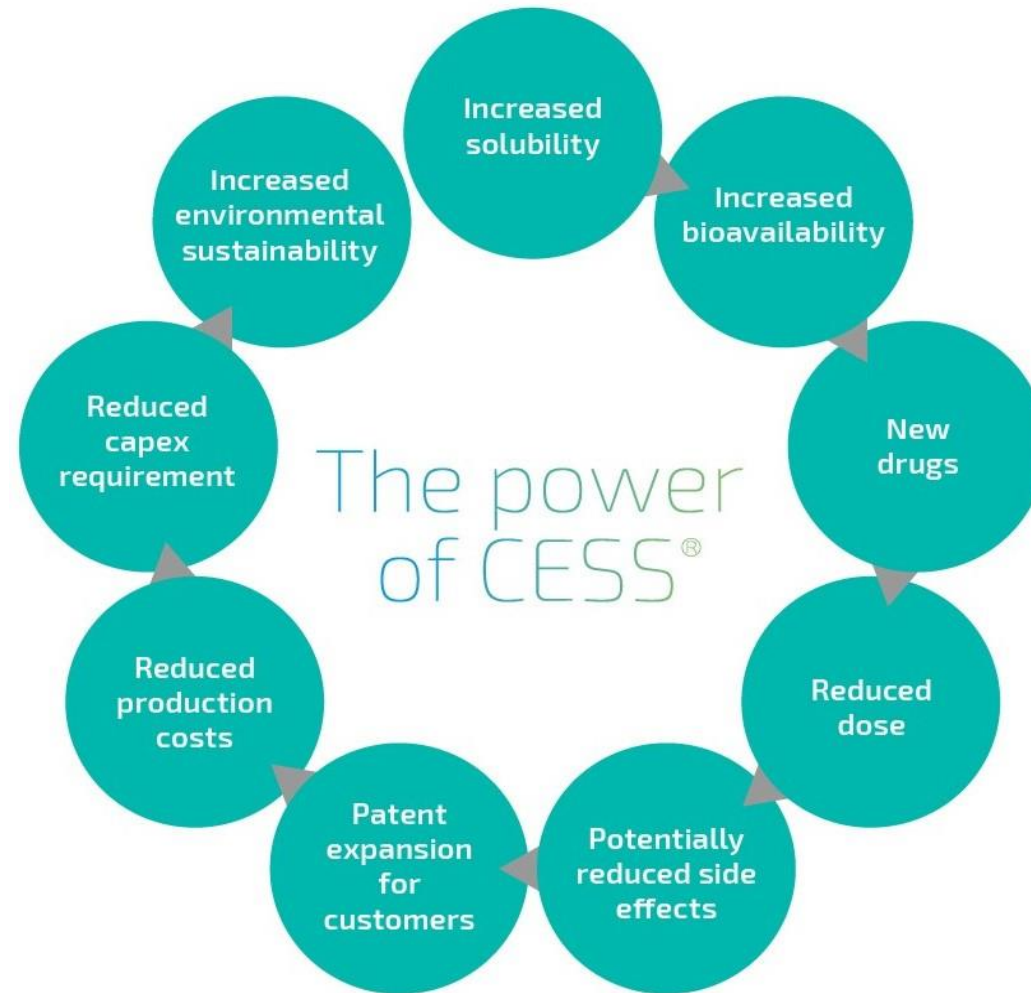 Increased
solubility
Increased
bioavailability
New
drugs
Reduced
dose
Potentially
reduced side
effects
Patent
expansion
for
customers
Reduced
production
costs
Reduced
capex
requirement
Increased
environmental
sustainability
The power
of CESS®